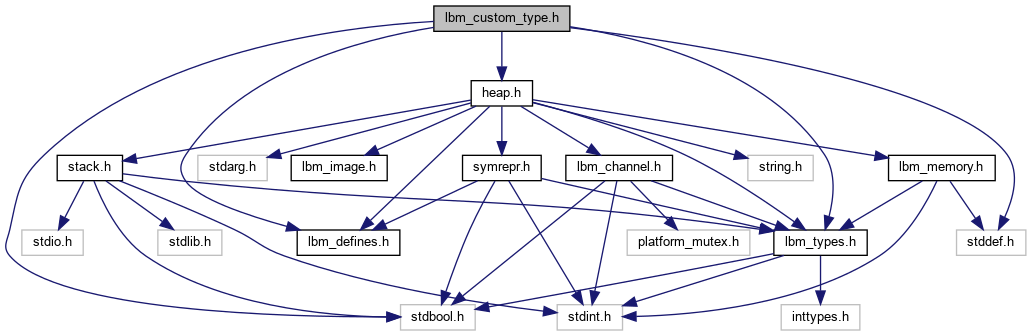 lbm_custom_type.h
heap.h
stack.h
stdarg.h
lbm_image.h
symrepr.h
lbm_channel.h
string.h
lbm_memory.h
stdio.h
stdlib.h
lbm_defines.h
platform_mutex.h
lbm_types.h
stddef.h
stdbool.h
stdint.h
inttypes.h